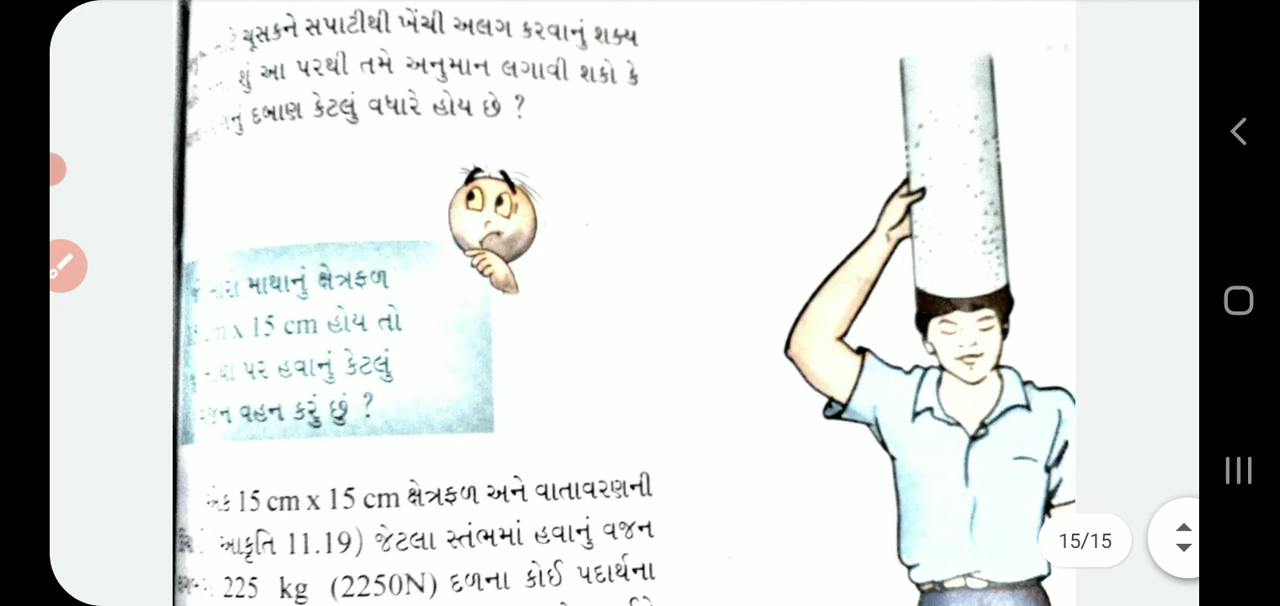 ચૂસકને સપાટીથી ખેંચી અલગ કરવાનું શક્ય
શું આ પરથી તમે અનુમાન લગાવી શકો કે
દબાણ કેટલું વધારે હોય છે ?
માથાનું ક્ષેત્રફળ
x 15 cm હોય તો
પર હવાનું કેટલું
વહન કરું છું ?
15 cm x 15 cm ક્ષેત્રફળ અને વાતાવરણની
આકૃતિ 11.19) જેટલા સ્તંભમાં હવાનું વજન
225 kg (2250N) દળના કોઈ પદાર્થના
15/15